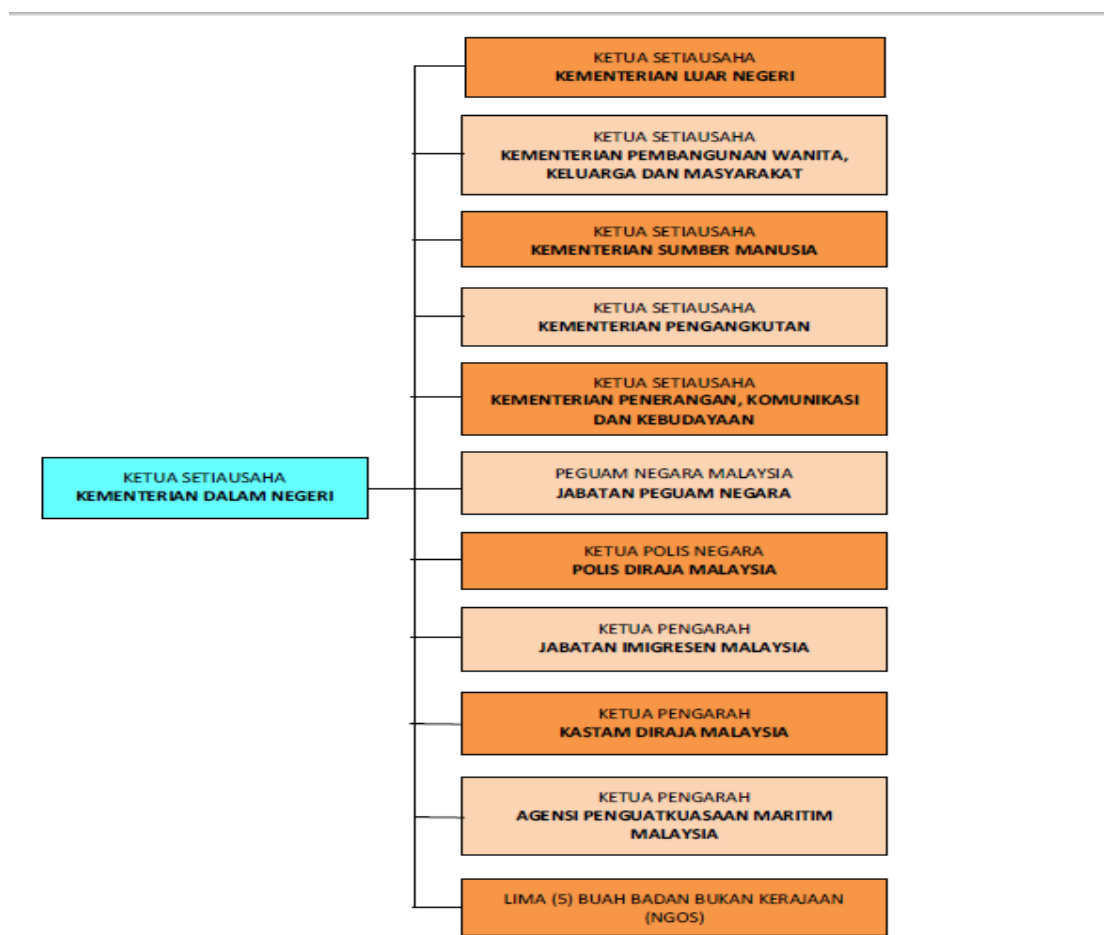 KETUA SETIAUSAHA
KEMENTERIAN LUAR NEGERI
KETUA SETIAUSAHA
KEMENTERIAN PEMBANGUNAN WANITA,
KELUARGA DAN MASYARAKAT
KETUA SETIAUSAHA
KEMENTERIAN SUMBER MANUSIA
KETUA SETIAUSAHA
KEMENTERIAN PENGANGKUTAN
KETUA SETIAUSAHA
KEMENTERIAN PENERANGAN, KOMUNIKASI
DAN KEBUDAYAAN
KETUA SETIAUSAHA
KEMENTERIAN DALAM NEGERI
PEGUAM NEGARA MALAYSIA
JABATAN PEGUAM NEGARA
KETUA POLIS NEGARA
POLIS DIRAJA MALAYSIA
KETUA PENGARAH
JABATAN IMIGRESEN MALAYSIA
KETUA PENGARAH
KASTAM DIRAJA MALAYSIA
KETUA PENGARAH
AGENSI PENGUATKUASAAN MARITIM
MALAYSIA
LIMA (5) BUAH BADAN BUKAN KERAJAAN
(NGOS)